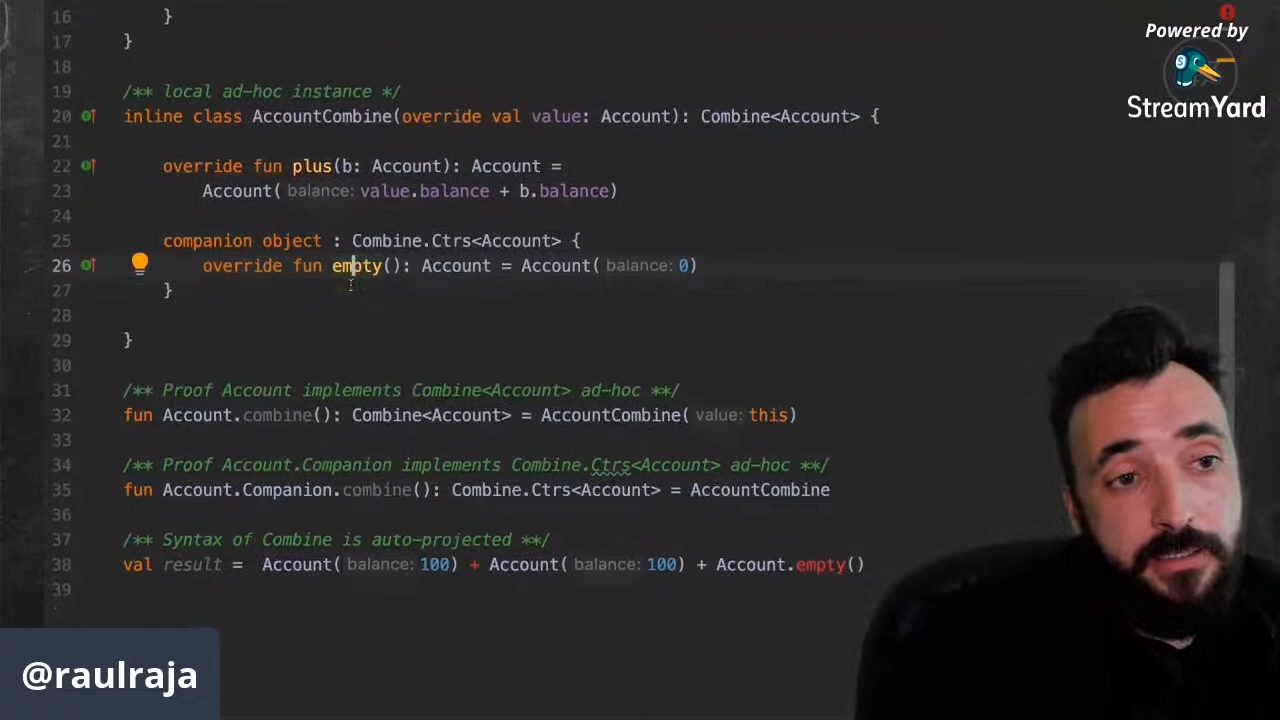 Powered by
StreamYard
16 }
17 }
18
19 /** local ad-hoc instance */
20 inline class AccountCombine(override val value: Account): Combine<Account> {
21
22 override fun plus(b: Account): Account =
23 Account( balance: value.balance + b.balance)
24
25 companion object : Combine.Ctrs<Account> {
26 override fun empty(): Account = Account( balance: 0)
27 }
28
29 }
30
31 /** Proof Account implements Combine<Account> ad-hoc **/
32 fun Account.combine(): Combine<Account> = AccountCombine( value: this)
33
34 /** Proof Account.Companion implements Combine.Ctrs<Account> ad-hoc **/
35 fun Account.Companion.combine(): Combine.Ctrs<Account> = AccountCombine
36
37 /** Syntax of Combine is auto-projected **/
38 val result = Account( balance: 100) + Account( balance: 100) + Account.empty()
39
@raulraja